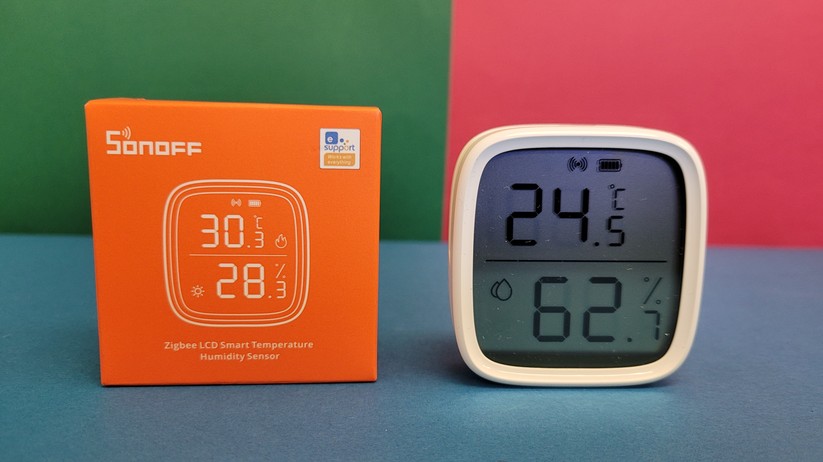 SONOFF
e
support
Works with
everything
30.3 °C
28.3 %
Zigbee LCD Smart Temperature
Humidity Sensor
24.5 °C
62.7 %